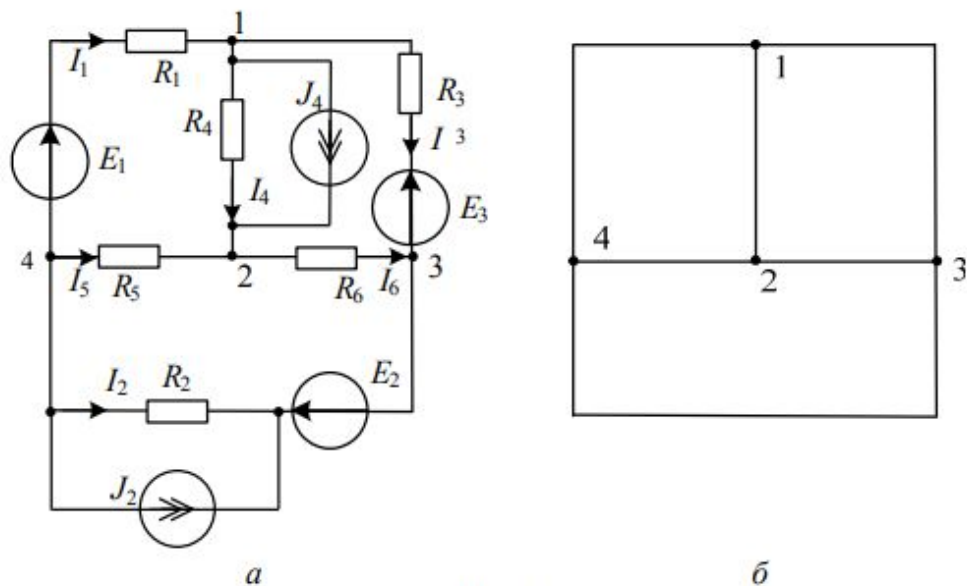 1
I1 R1
R4 J4 R3
I 3
E1 I4 E3
4 I5 R5 2 R6 I6 3
I2 R2 E2
J2
а
1
4 2 3
б